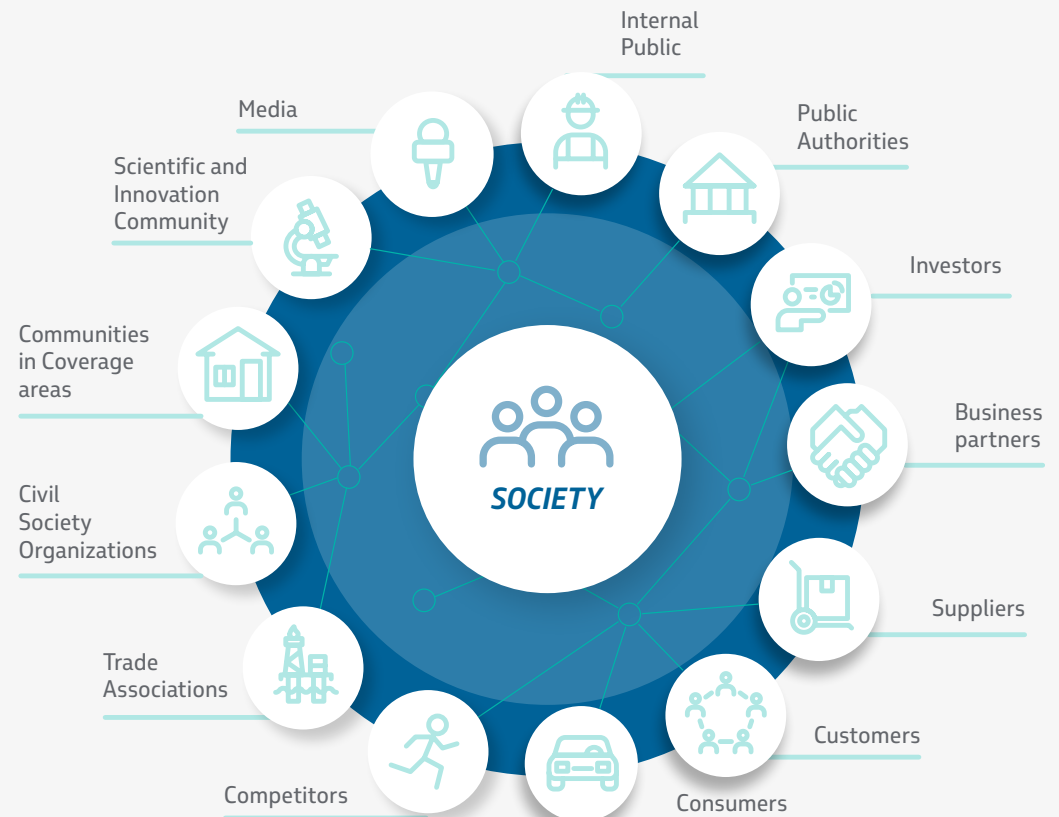 Internal
Public
Public
Authorities
Investors
Business
partners
Suppliers
Customers
Consumers
Competitors
Trade
Associations
Civil
Society
Organizations
Communities
in Coverage
areas
Scientific and
Innovation
Community
Media
SOCIETY